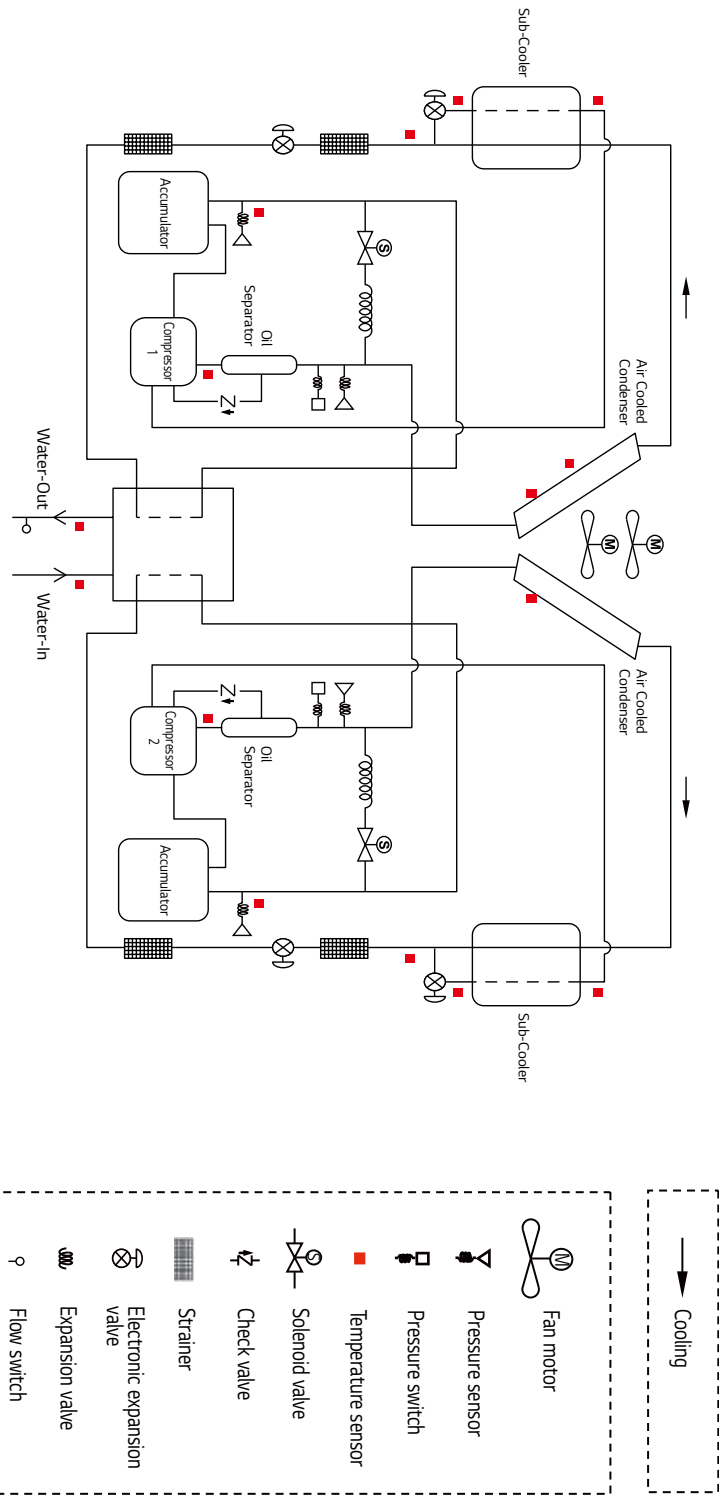 Sub-Cooler
Air Cooled
Condenser
M
M
Air Cooled
Condenser
Sub-Cooler
Accumulator
S
Oil
Separator
Compressor
1
Water-Out
Water-In
Compressor
2
Oil
Separator
S
Accumulator
Cooling
M
Fan motor
Pressure sensor
Pressure switch
Temperature sensor
S
Solenoid valve
Check valve
Strainer
Electronic expansion
valve
Expansion valve
Flow switch